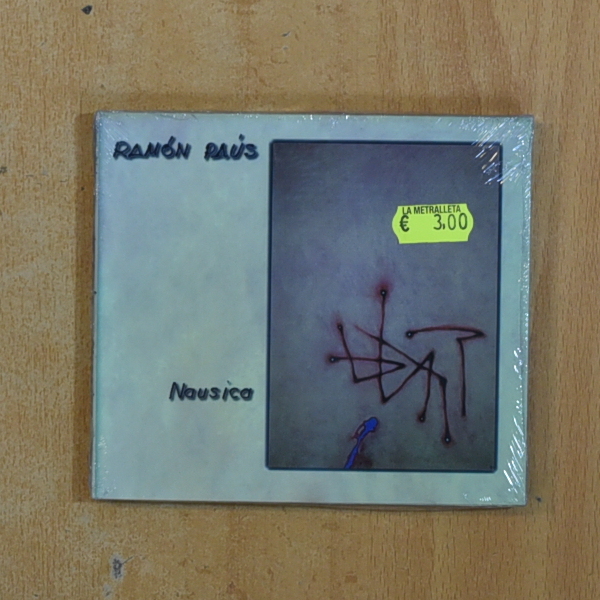 RAMÓN PAÚS
LA METRALLETA
€ 3,00
Nausica